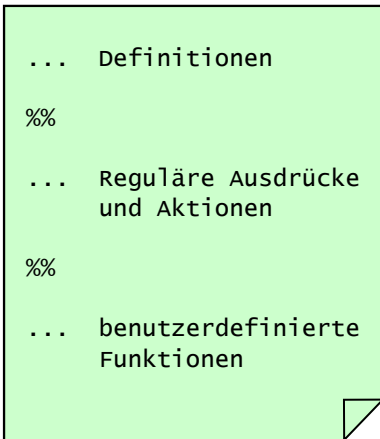 ... Definitionen
%%
... Reguläre Ausdrücke
und Aktionen
%%
... benutzerdefinierte
Funktionen